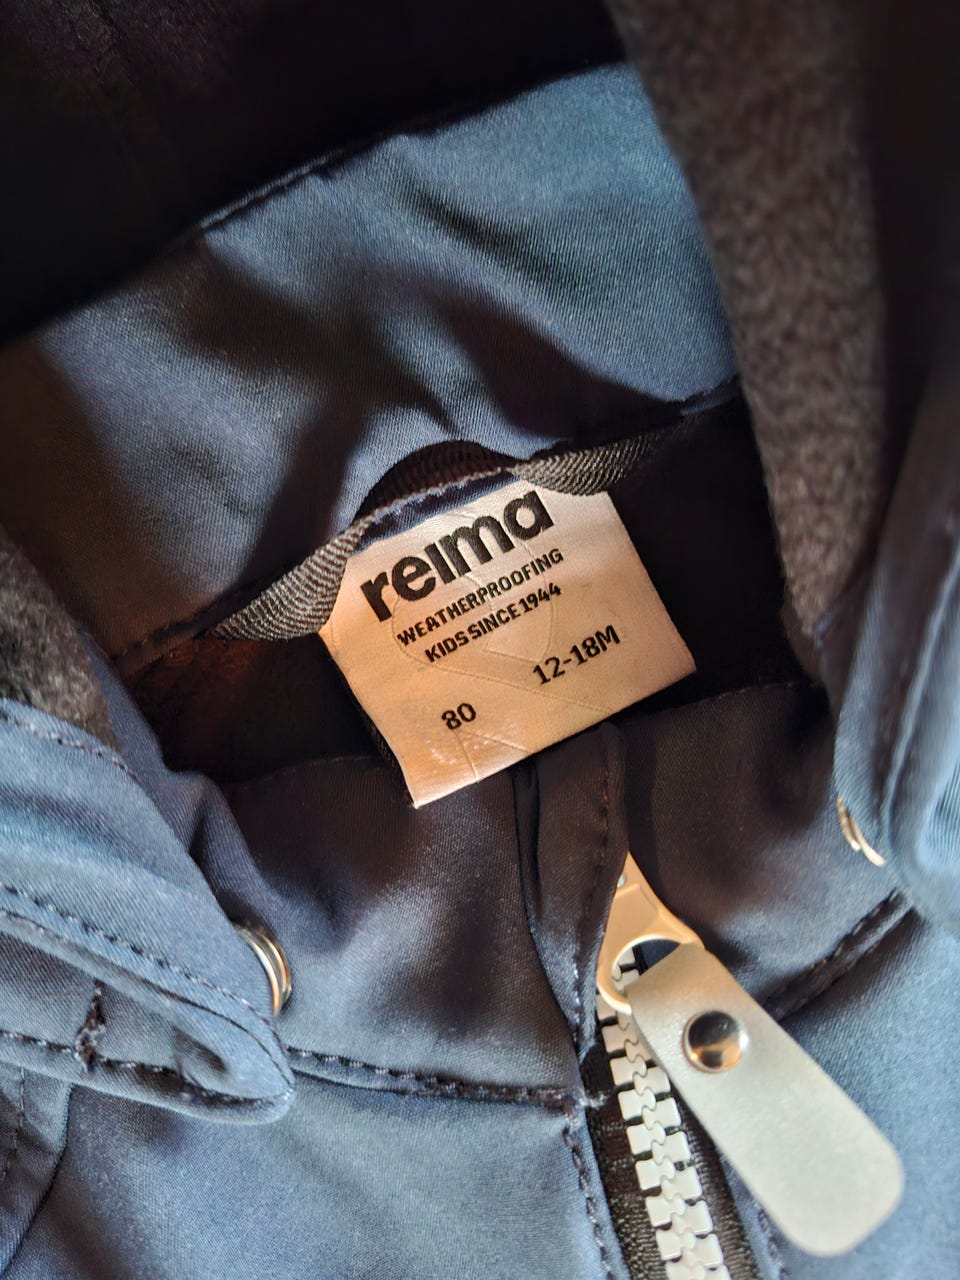 reima
WEATHERPROOFING
KIDS SINCE 1944
12-18M
80